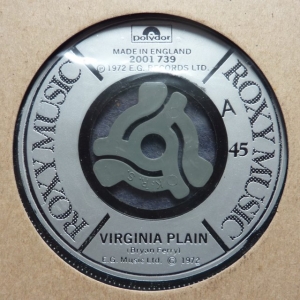 polydor
MADE IN ENGLAND
2001 739
℗ 1972 E.G. RECORDS LTD.
ROXY MUSIC
ROXY MUSIC
A
45
VIRGINIA PLAIN
(Bryan Ferry)
E.G. Music Ltd. © 1972